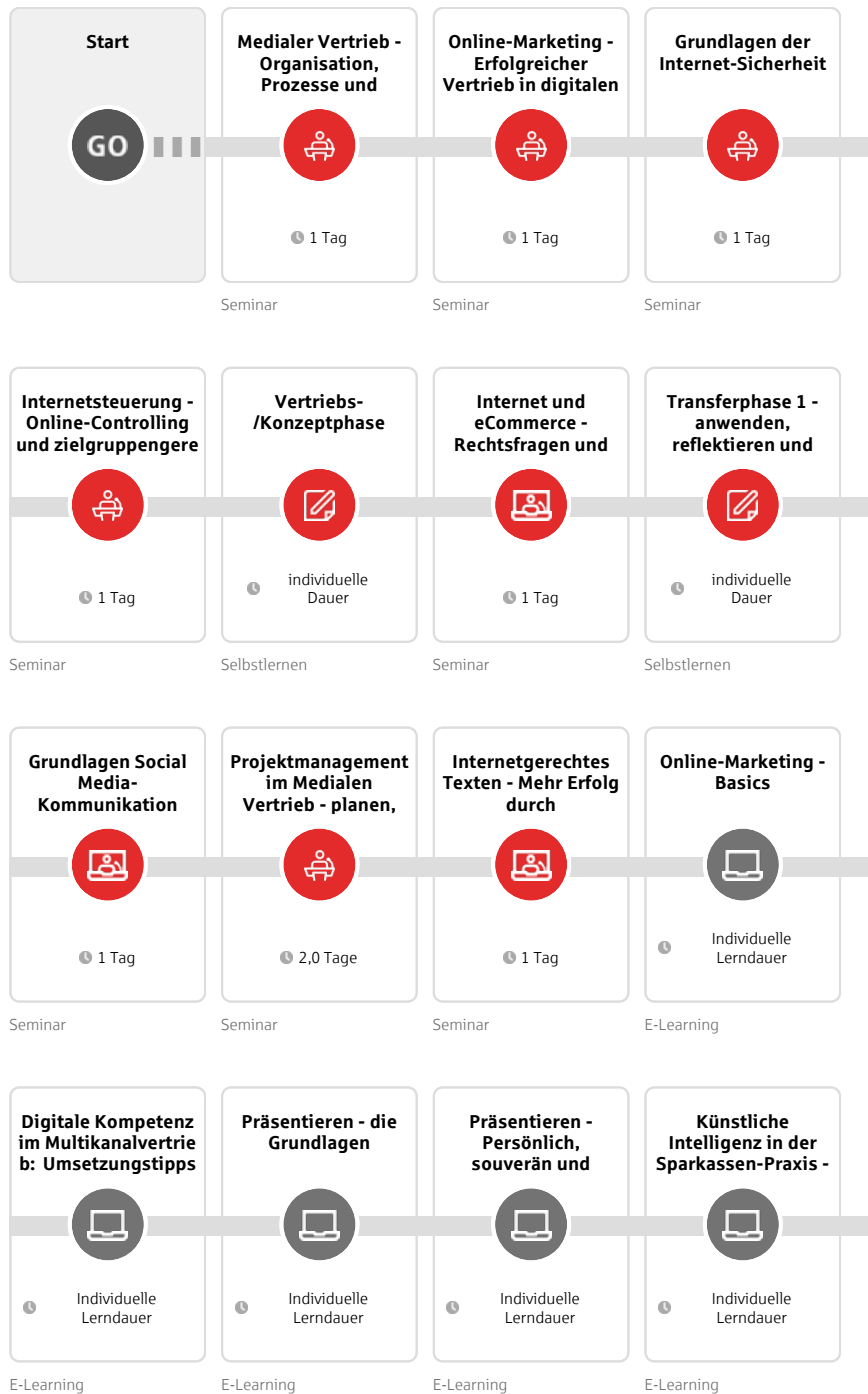 Start
GO
Medialer Vertrieb -
Organisation,
Prozesse und
1 Tag
Seminar
Online-Marketing -
Erfolgreicher
Vertrieb in digitalen
1 Tag
Seminar
Grundlagen der
Internet-Sicherheit
1 Tag
Seminar
Internetsteuerung -
Online-Controlling
und zielgruppengere
1 Tag
Seminar
Vertriebs-
/Konzeptphase
individuelle
Dauer
Selbstlernen
Internet und
eCommerce -
Rechtsfragen und
1 Tag
Seminar
Transferphase 1 -
anwenden,
reflektieren und
individuelle
Dauer
Selbstlernen
Grundlagen Social
Media-
Kommunikation
1 Tag
Seminar
Projektmanagement
im Medialen
Vertrieb - planen,
2,0 Tage
Seminar
Internetgerechtes
Texten - Mehr Erfolg
durch
1 Tag
Seminar
Online-Marketing -
Basics
Individuelle
Lerndauer
E-Learning
Digitale Kompetenz
im Multikanalvertrie
b: Umsetzungstipps
Individuelle
Lerndauer
E-Learning
Präsentieren - die
Grundlagen
Individuelle
Lerndauer
E-Learning
Präsentieren -
Persönlich,
souverän und
Individuelle
Lerndauer
E-Learning
Künstliche
Intelligenz in der
Sparkassen-Praxis -
Individuelle
Lerndauer
E-Learning